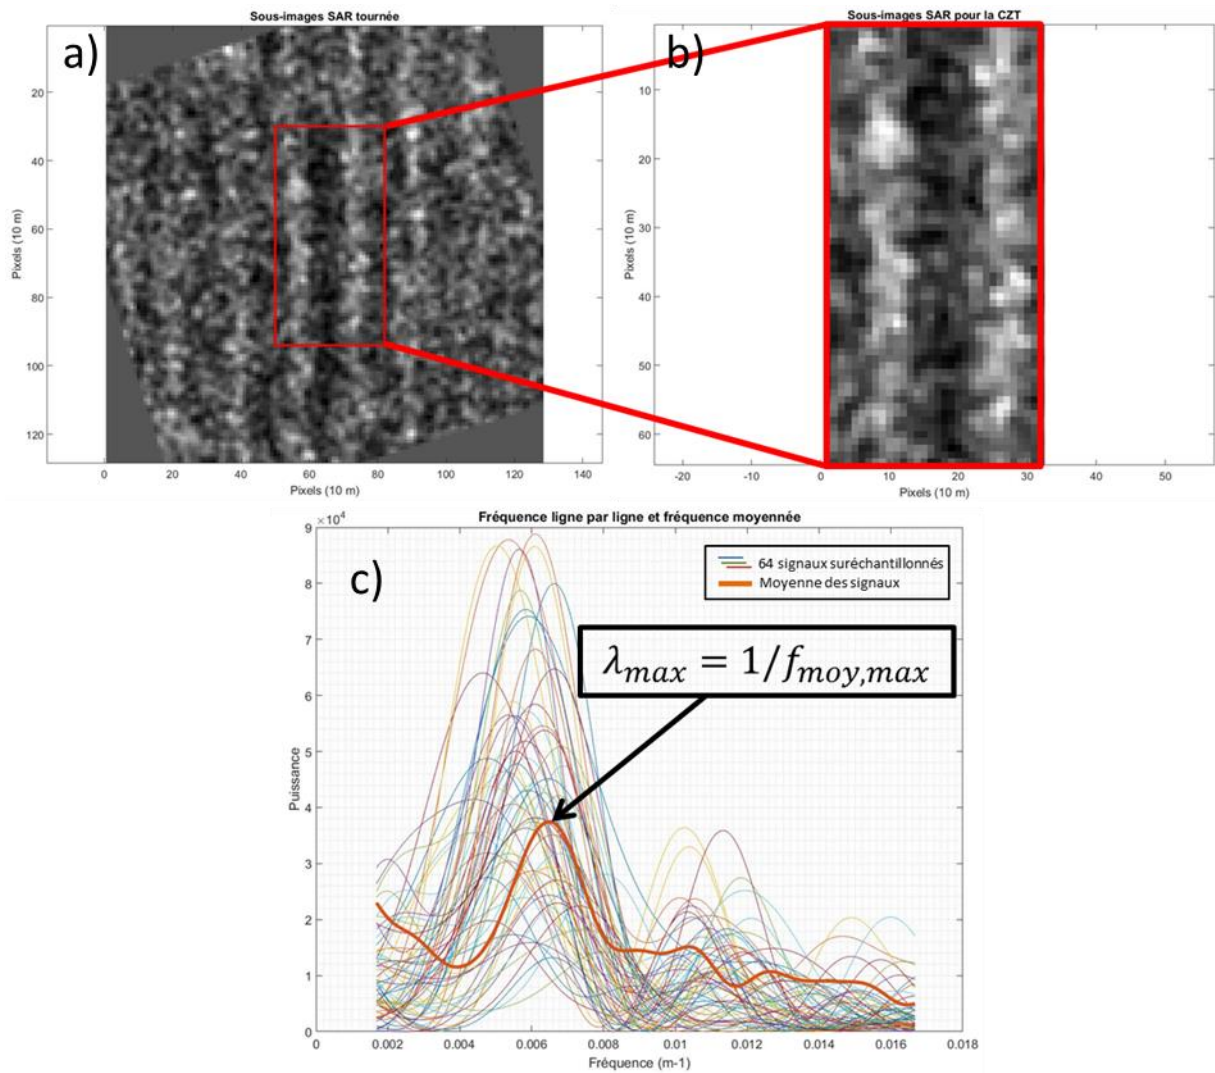 Sous-images SAR tournée
a)
20
40
60
80
100
120
Pixels (10 m)
0 20 40 60 80 100 120 140
Pixels (10 m)
Sous-images SAR pour la CZT
b)
10
20
30
40
50
60
Pixels (10 m)
-20 -10 0 10 20 30 40 50
Pixels (10 m)
Fréquence ligne par ligne et fréquence moyennée
×10⁴
c)
64 signaux suréchantillonnés
Moyenne des signaux
λmax = 1/fmoy,max
9
8
7
6
5
4
3
2
1
0
Puissance
0 0.002 0.004 0.006 0.008 0.01 0.012 0.014 0.016 0.018
Fréquence (m-1)